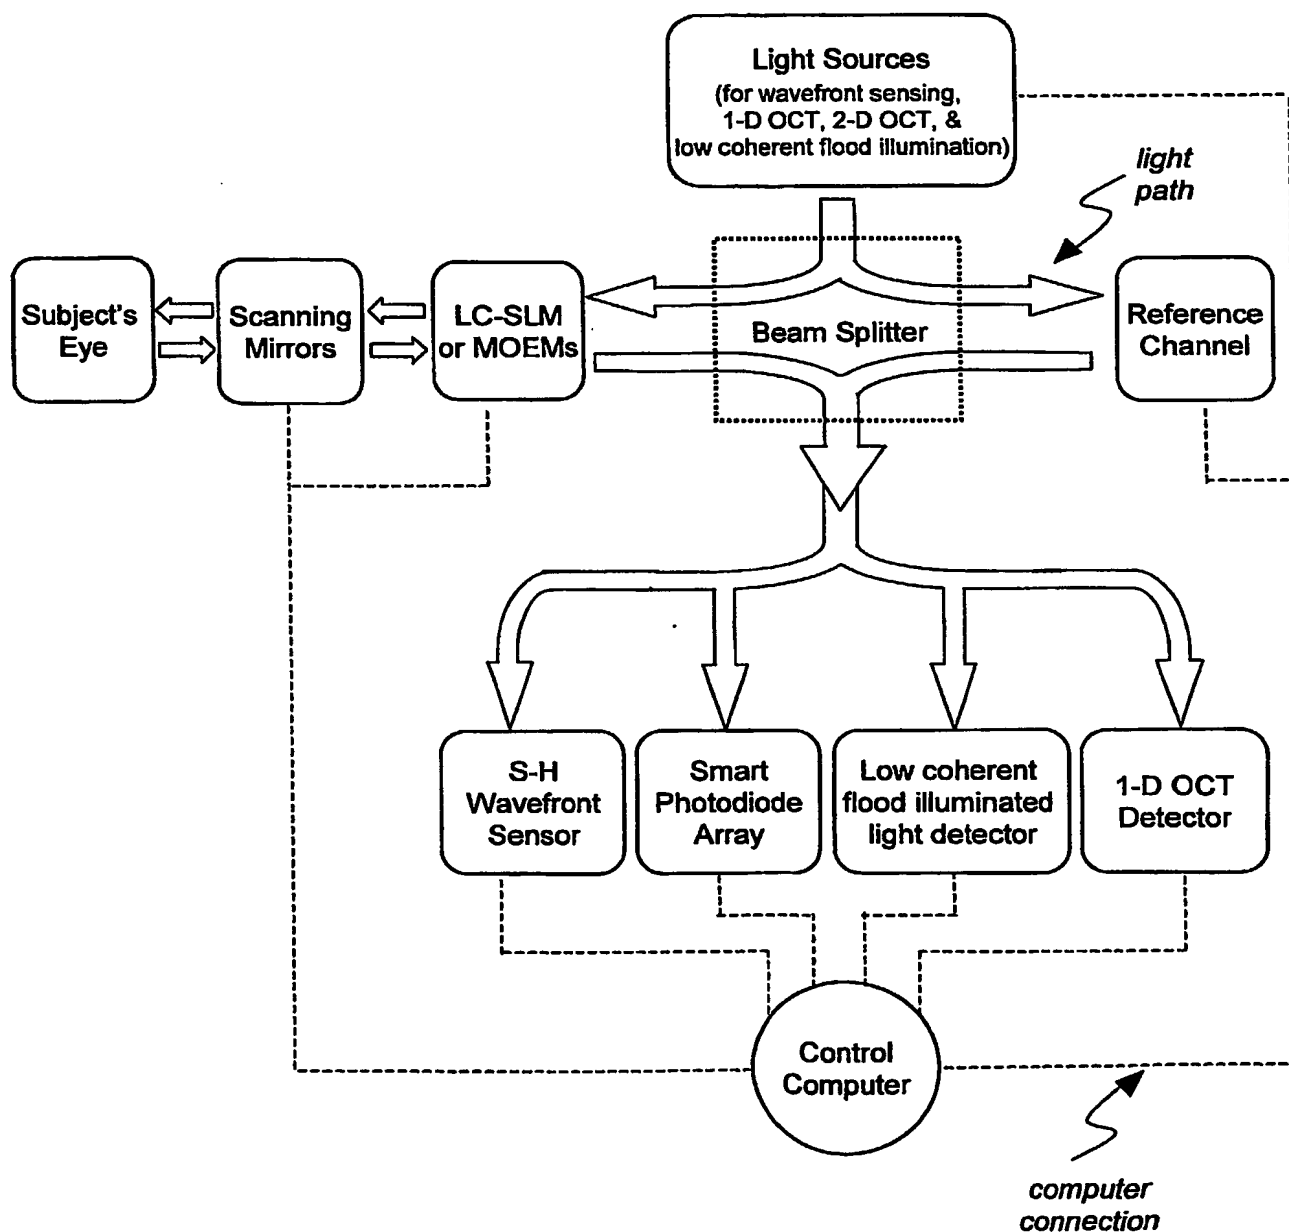 Light Sources
(for wavefront sensing,
1-D OCT, 2-D OCT, &
low coherent flood illumination)
light
path
Subject's
Eye
Scanning
Mirrors
LC-SLM
or MOEMs
Beam Splitter
Reference
Channel
S-H
Wavefront
Sensor
Smart
Photodiode
Array
Low coherent
flood illuminated
light detector
1-D OCT
Detector
Control
Computer
computer
connection